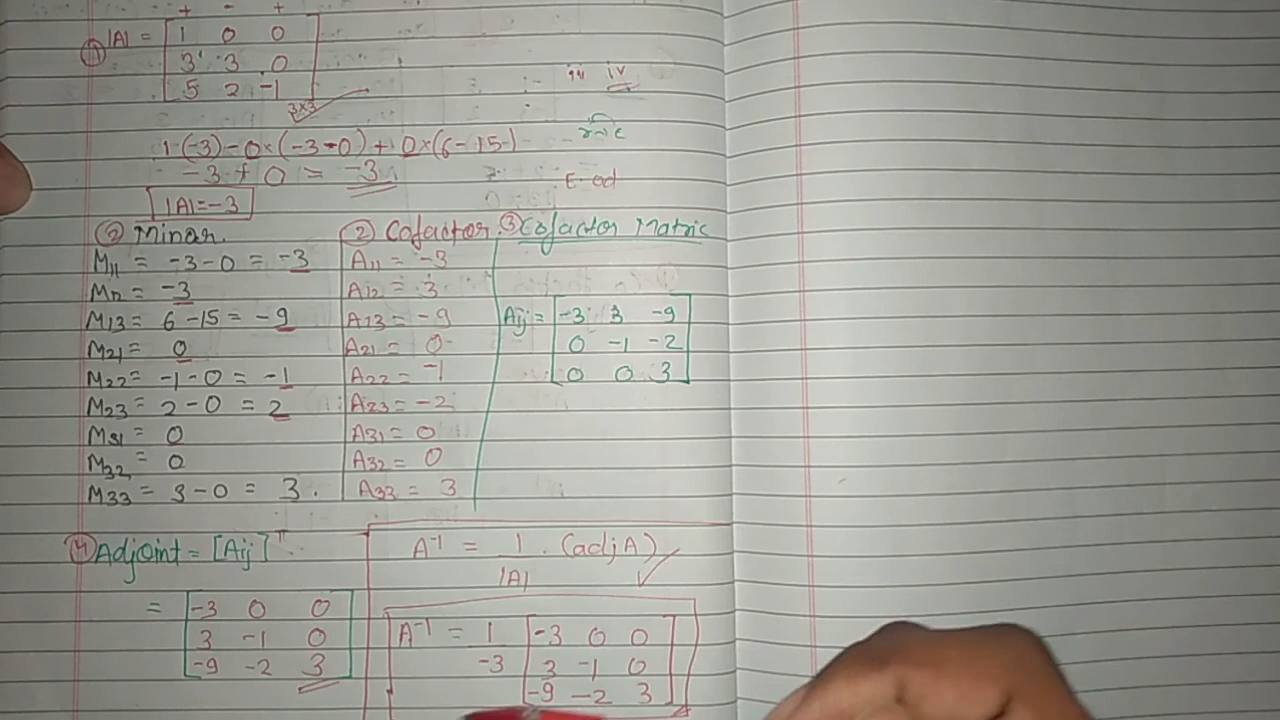 + - +
① |A| = [ 1 0 0
3 3 0
5 2 -1 ] 3×3
iv
1(-3) - 0×(-3-0) + 0×(6-15)
-3 + 0 = -3
|A| = -3
② Minor.
M11 = -3-0 = -3
M12 = -3
M13 = 6-15 = -9
M21 = 0
M22 = -1-0 = -1
M23 = 2-0 = 2
M31 = 0
M32 = 0
M33 = 3-0 = 3.
② Cofactor.
A11 = -3
A12 = 3
A13 = -9
A21 = 0
A22 = -1
A23 = -2
A31 = 0
A32 = 0
A33 = 3
③ Cofactor Matric
Aij = [ -3 3 -9
0 -1 -2
0 0 3 ]
④ Adjoint = [Aij]ᵀ
= [ -3 0 0
3 -1 0
-9 -2 3 ]
A⁻¹ = 1 . (adj A)
|A|
A⁻¹ = 1 [ -3 0 0
-3 3 -1 0
-9 -2 3 ]